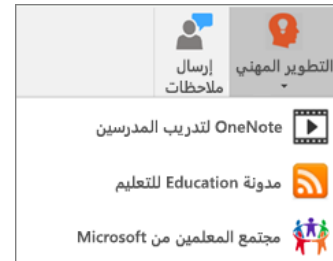 التطوير المهني
إرسال
ملاحظات
OneNote لتدريب المدرسين
مدونة Education للتعليم
مجتمع المعلمين من Microsoft